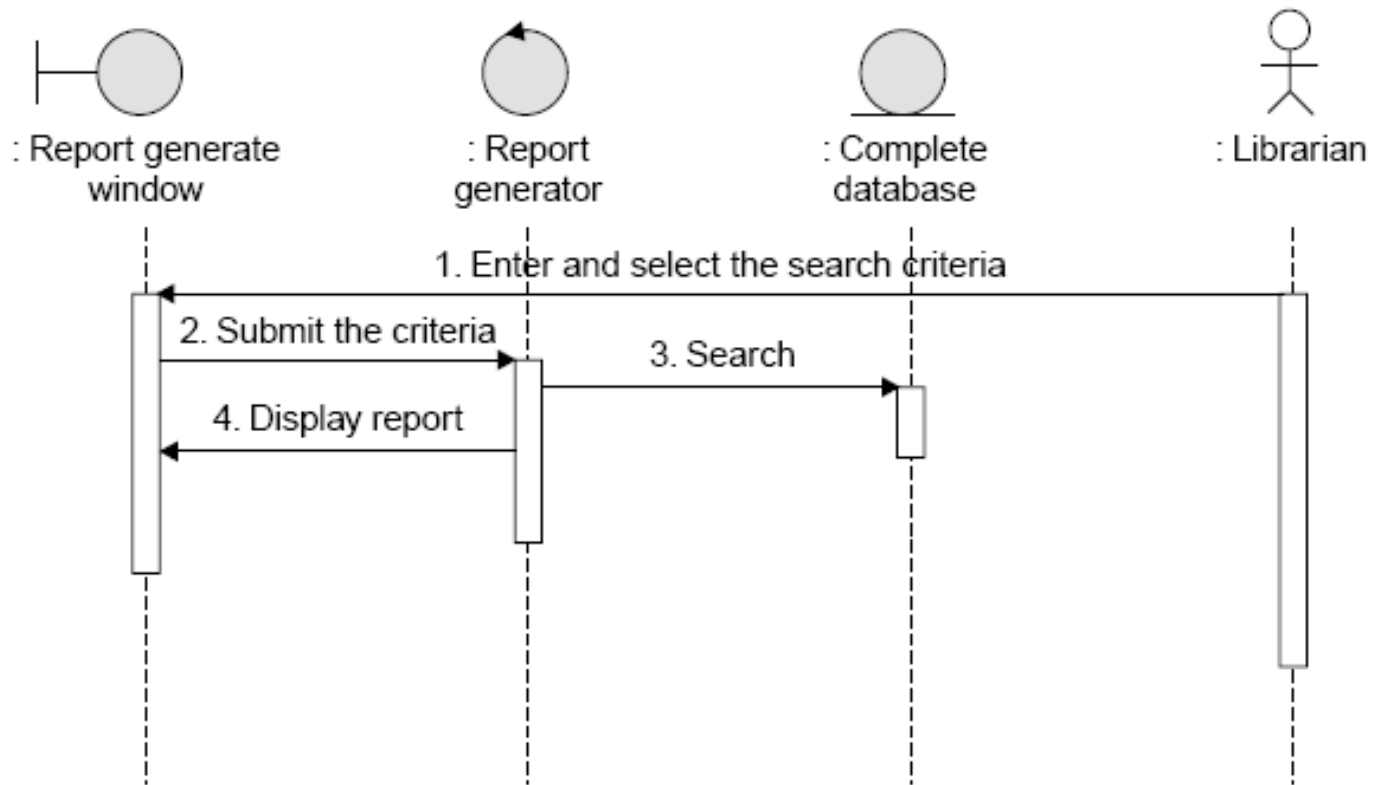 : Report generate
window
: Report
generator
: Complete
database
: Librarian
1. Enter and select the search criteria
2. Submit the criteria
3. Search
4. Display report